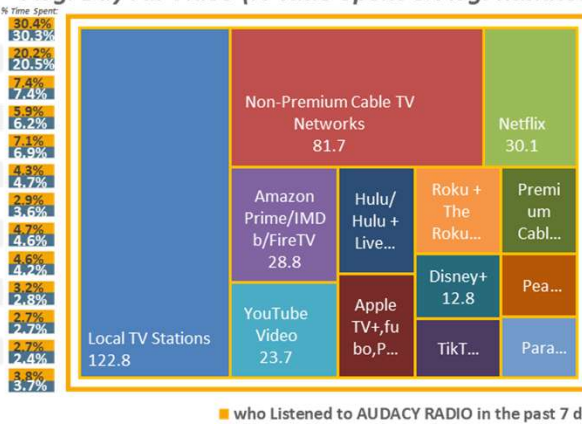 % Time Spent:
30.4%
30.3%
20.2%
20.5%
7.4%
7.4%
5.9%
6.2%
7.1%
6.9%
4.3%
4.7%
2.9%
3.6%
4.7%
4.6%
4.6%
4.2%
3.2%
2.8%
2.7%
2.7%
2.7%
2.4%
3.8%
3.7%
Local TV Stations
122.8
Non-Premium Cable TV
Networks
81.7
Netflix
30.1
Amazon
Prime/IMD
b/FireTV
28.8
Hulu/
Hulu +
Live...
Roku +
The
Roku...
Premi
um
Cabl...
YouTube
Video
23.7
Apple
TV+,fu
bo,P...
Disney+
12.8
Pea...
TikT...
Para...
who Listened to AUDACY RADIO in the past 7 d